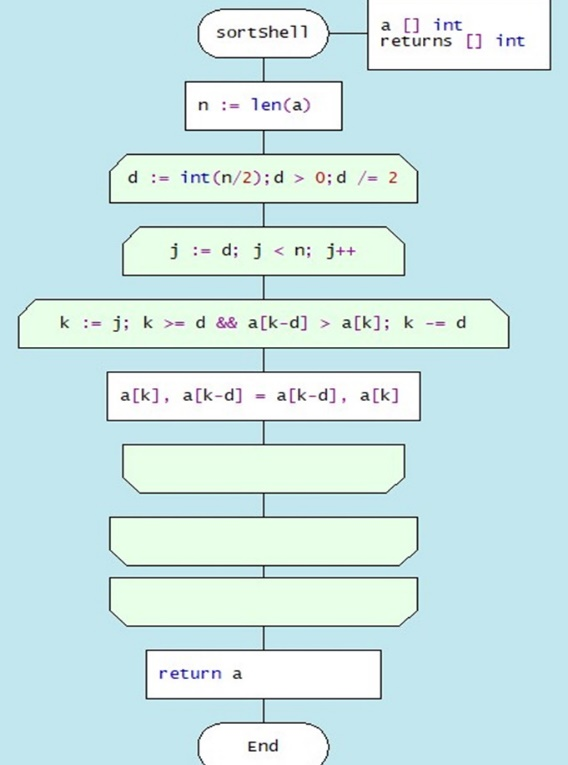 sortShell
a [] int
returns [] int
n := len(a)
d := int(n/2);d > 0;d /= 2
j := d; j < n; j++
k := j; k >= d && a[k-d] > a[k]; k -= d
a[k], a[k-d] = a[k-d], a[k]
return a
End